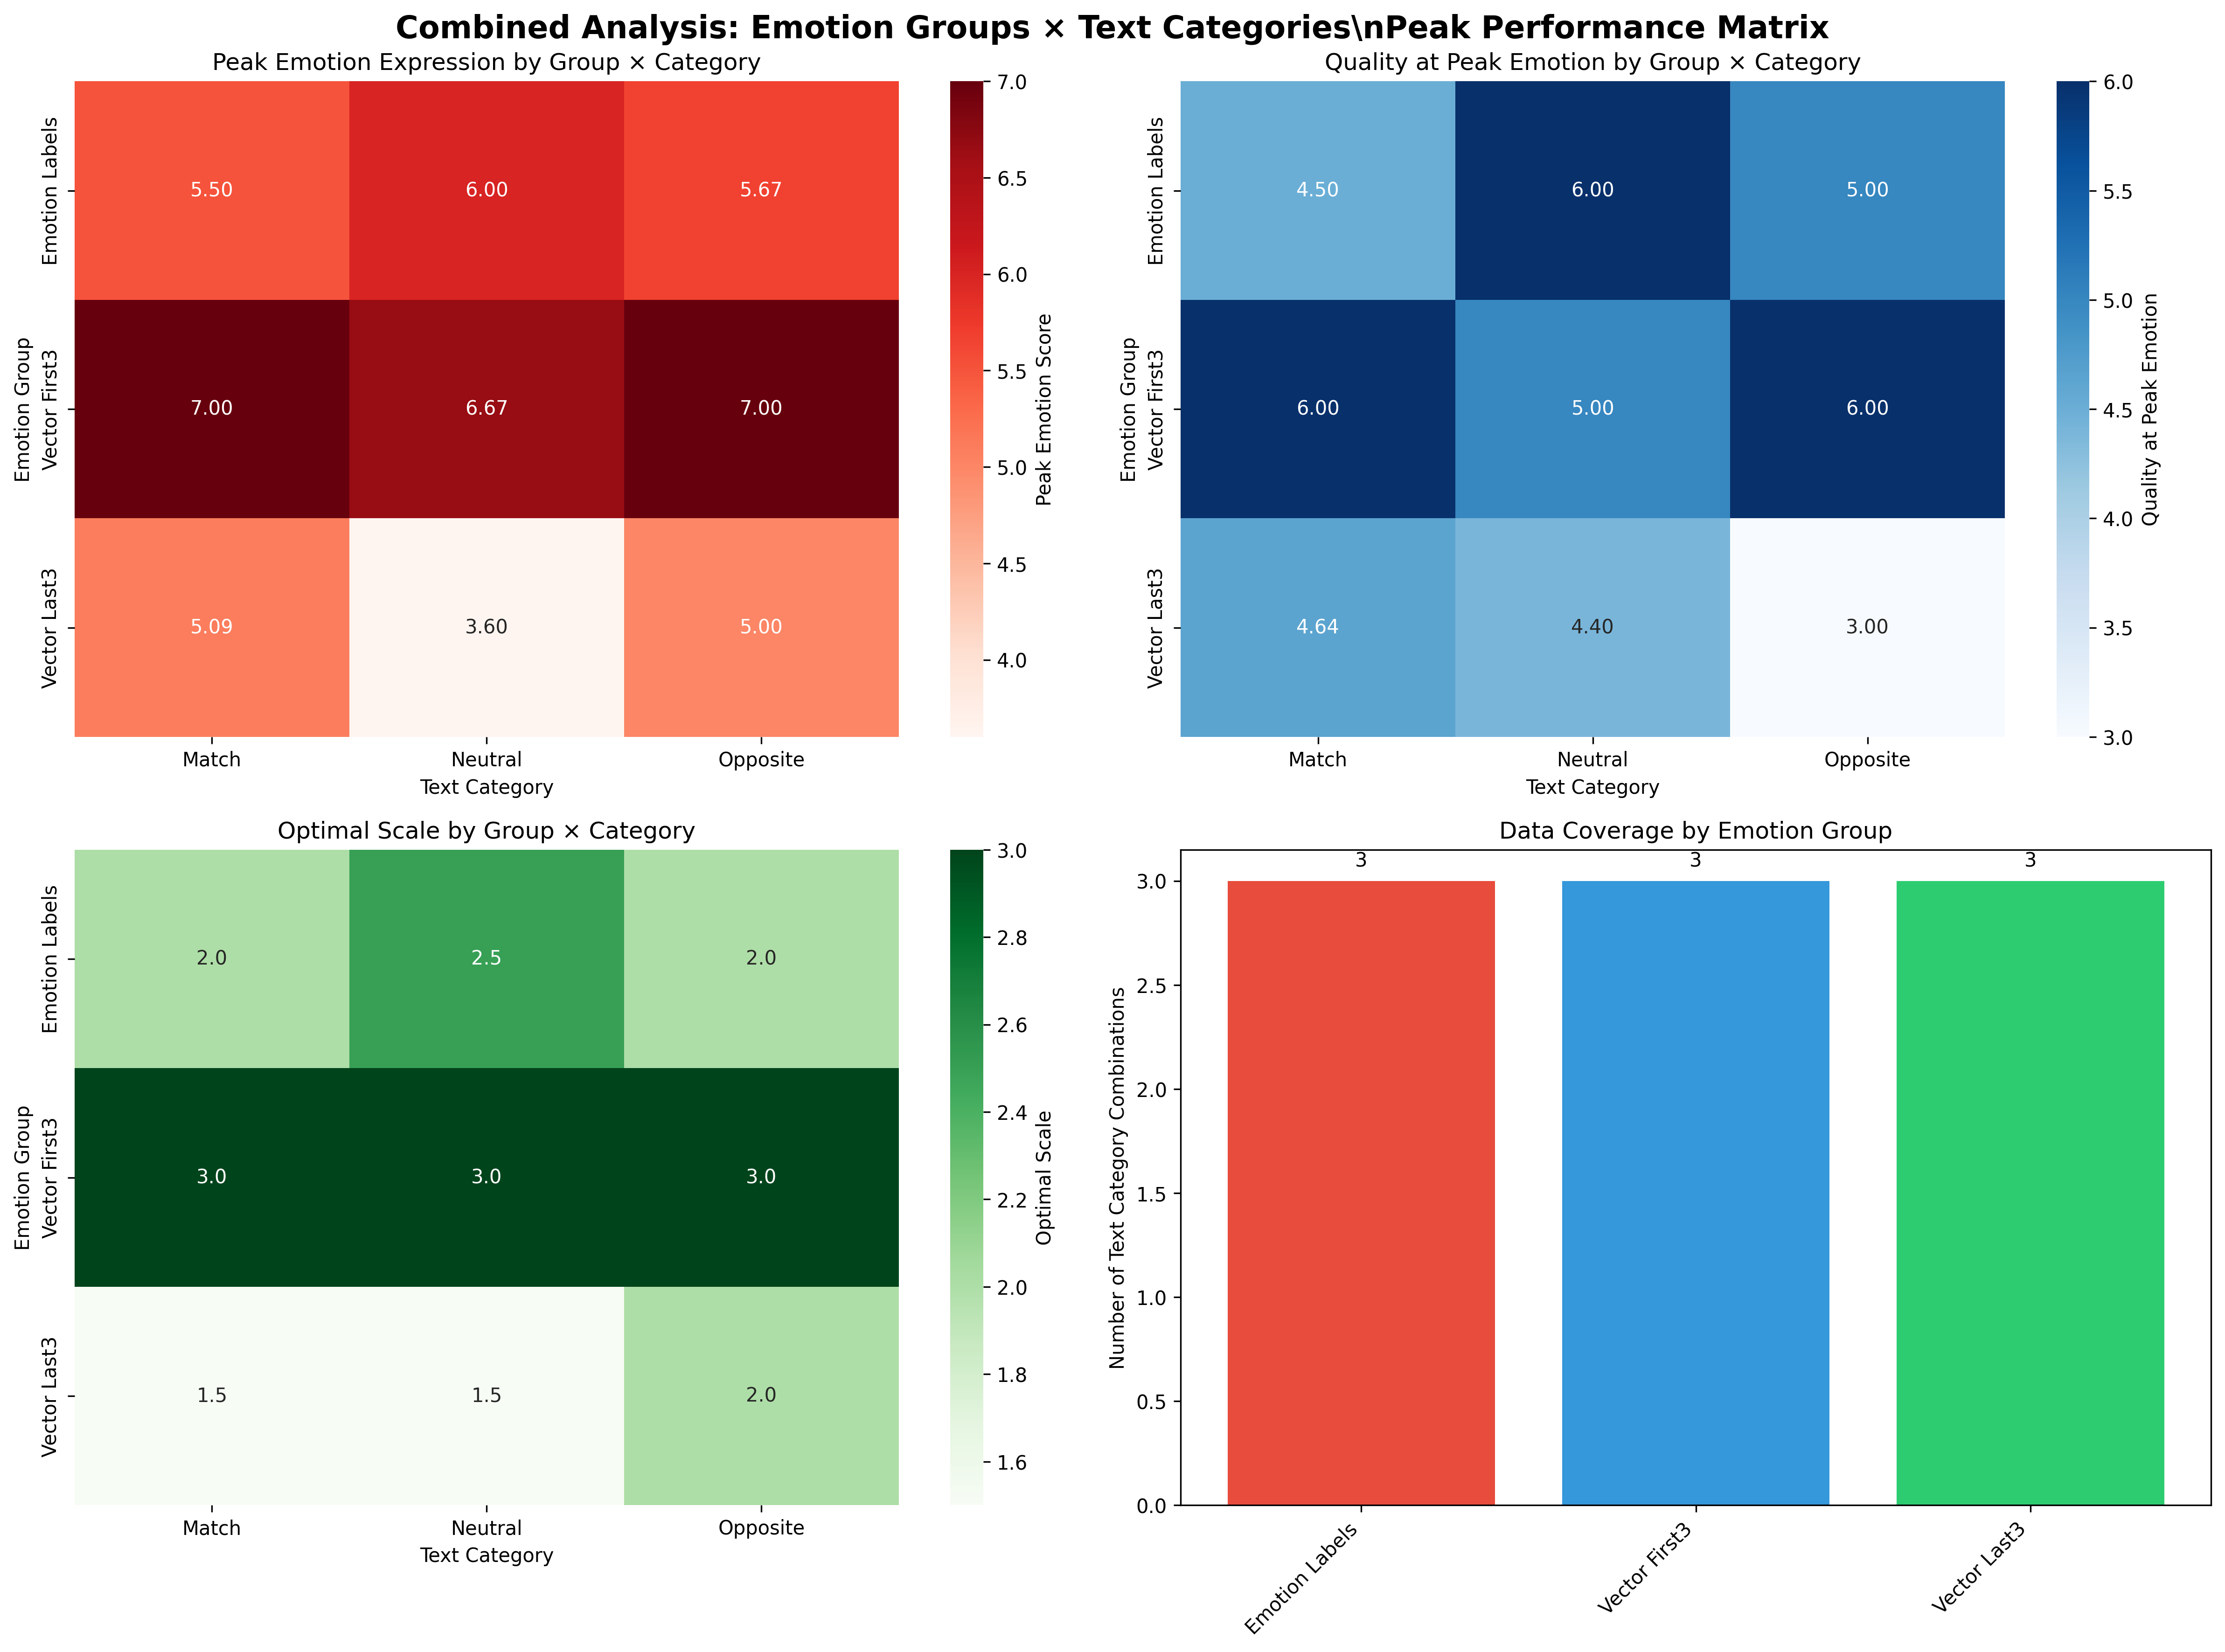 Combined Analysis: Emotion Groups × Text Categories\nPeak Performance Matrix
Peak Emotion Expression by Group × Category
Emotion Group
Emotion Labels
Vector First3
Vector Last3
5.50 6.00 5.67
7.00 6.67 7.00
5.09 3.60 5.00
Match Neutral Opposite
Text Category
7.0
6.5
6.0
5.5
5.0
4.5
4.0
Peak Emotion Score
Quality at Peak Emotion by Group × Category
Emotion Group
Emotion Labels
Vector First3
Vector Last3
4.50 6.00 5.00
6.00 5.00 6.00
4.64 4.40 3.00
Match Neutral Opposite
Text Category
6.0
5.5
5.0
4.5
4.0
3.5
3.0
Quality at Peak Emotion
Optimal Scale by Group × Category
Emotion Group
Emotion Labels
Vector First3
Vector Last3
2.0 2.5 2.0
3.0 3.0 3.0
1.5 1.5 2.0
Match Neutral Opposite
Text Category
3.0
2.8
2.6
2.4
2.2
2.0
1.8
1.6
Optimal Scale
Data Coverage by Emotion Group
Number of Text Category Combinations
3.0
2.5
2.0
1.5
1.0
0.5
0.0
3 3 3
Emotion Labels
Vector First3
Vector Last3